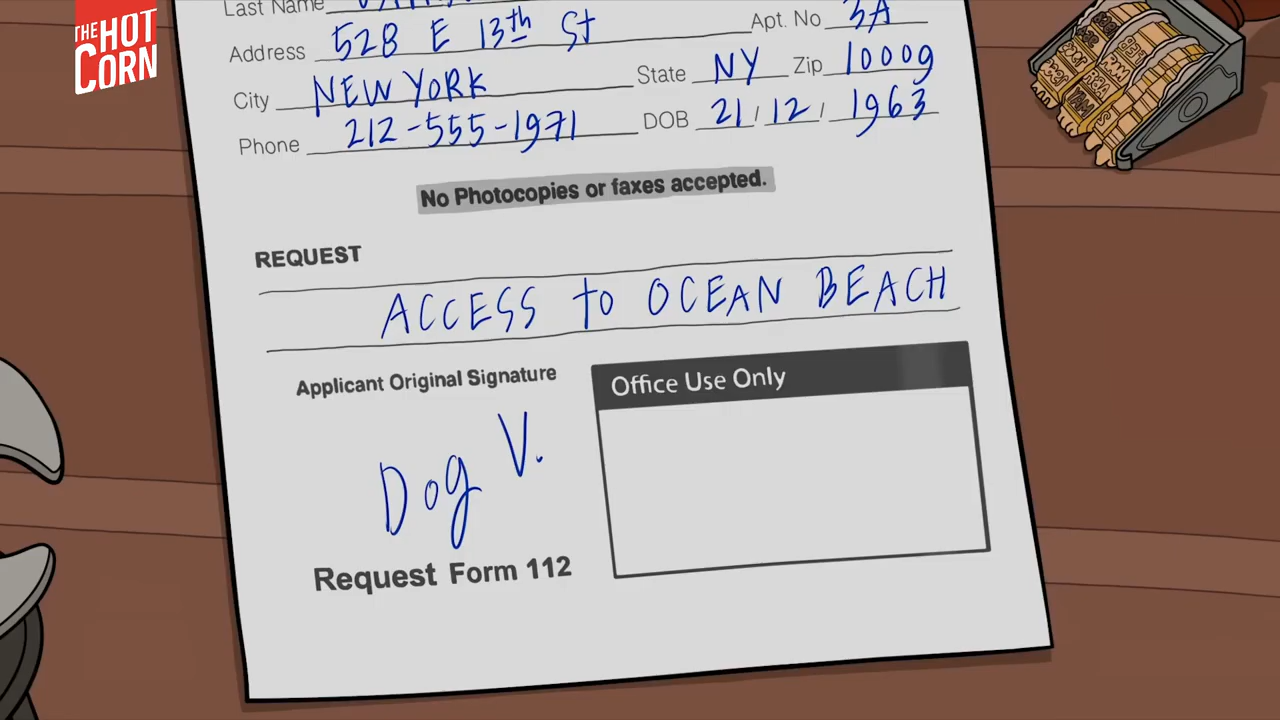 THE HOT CORN
Last Name
Address 528 E 13th St Apt. No 3A
City NEW YORK State NY Zip 10009
Phone 212-555-1971 DOB 21/12/1963
No Photocopies or faxes accepted.
REQUEST
ACCESS to OCEAN BEACH
Applicant Original Signature
Office Use Only
Dog V.
Request Form 112